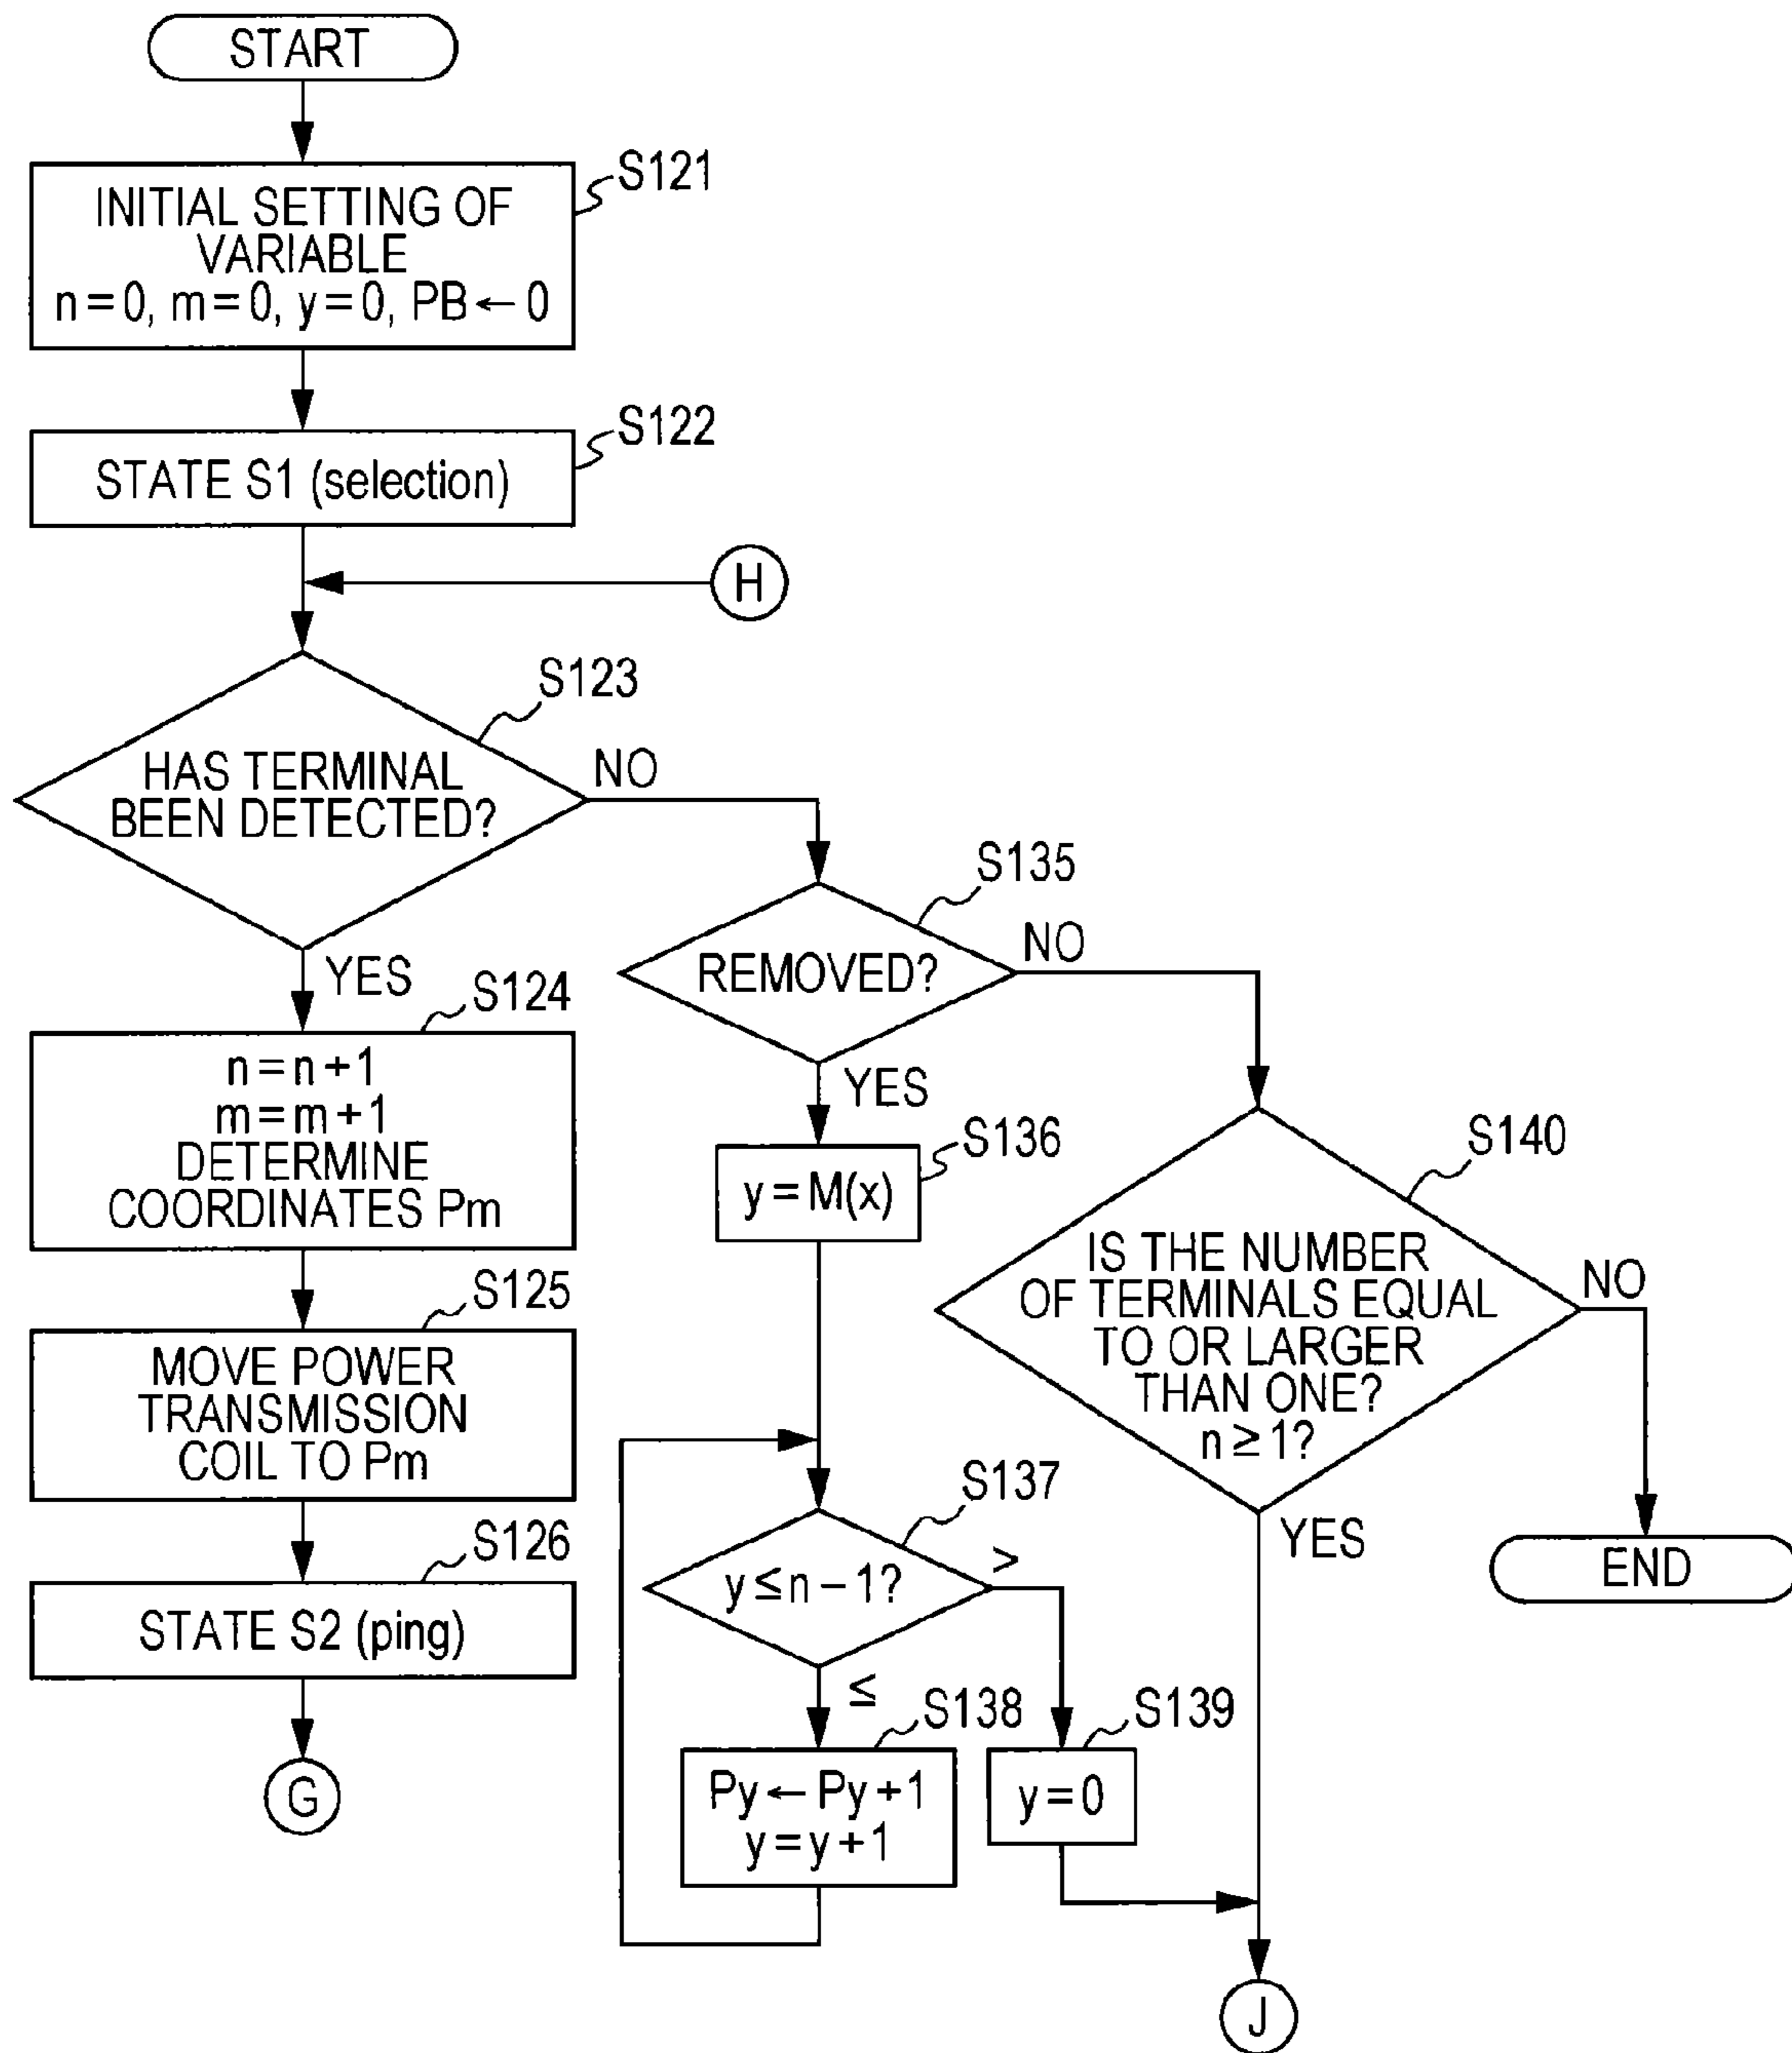 START
S121
INITIAL SETTING OF
VARIABLE
n=0, m=0, y=0, PB←0
S122
STATE S1 (selection)
H
S123
HAS TERMINAL
BEEN DETECTED?
NO
YES
S124
n=n+1
m=m+1
DETERMINE
COORDINATES Pm
S125
MOVE POWER
TRANSMISSION
COIL TO Pm
S126
STATE S2 (ping)
G
S135
REMOVED?
NO
YES
S136
y=M(x)
S137
y≤n−1?
>
≤
S138
Py←Py+1
y=y+1
S139
y=0
S140
IS THE NUMBER
OF TERMINALS EQUAL
TO OR LARGER
THAN ONE?
n≥1?
NO
YES
END
J